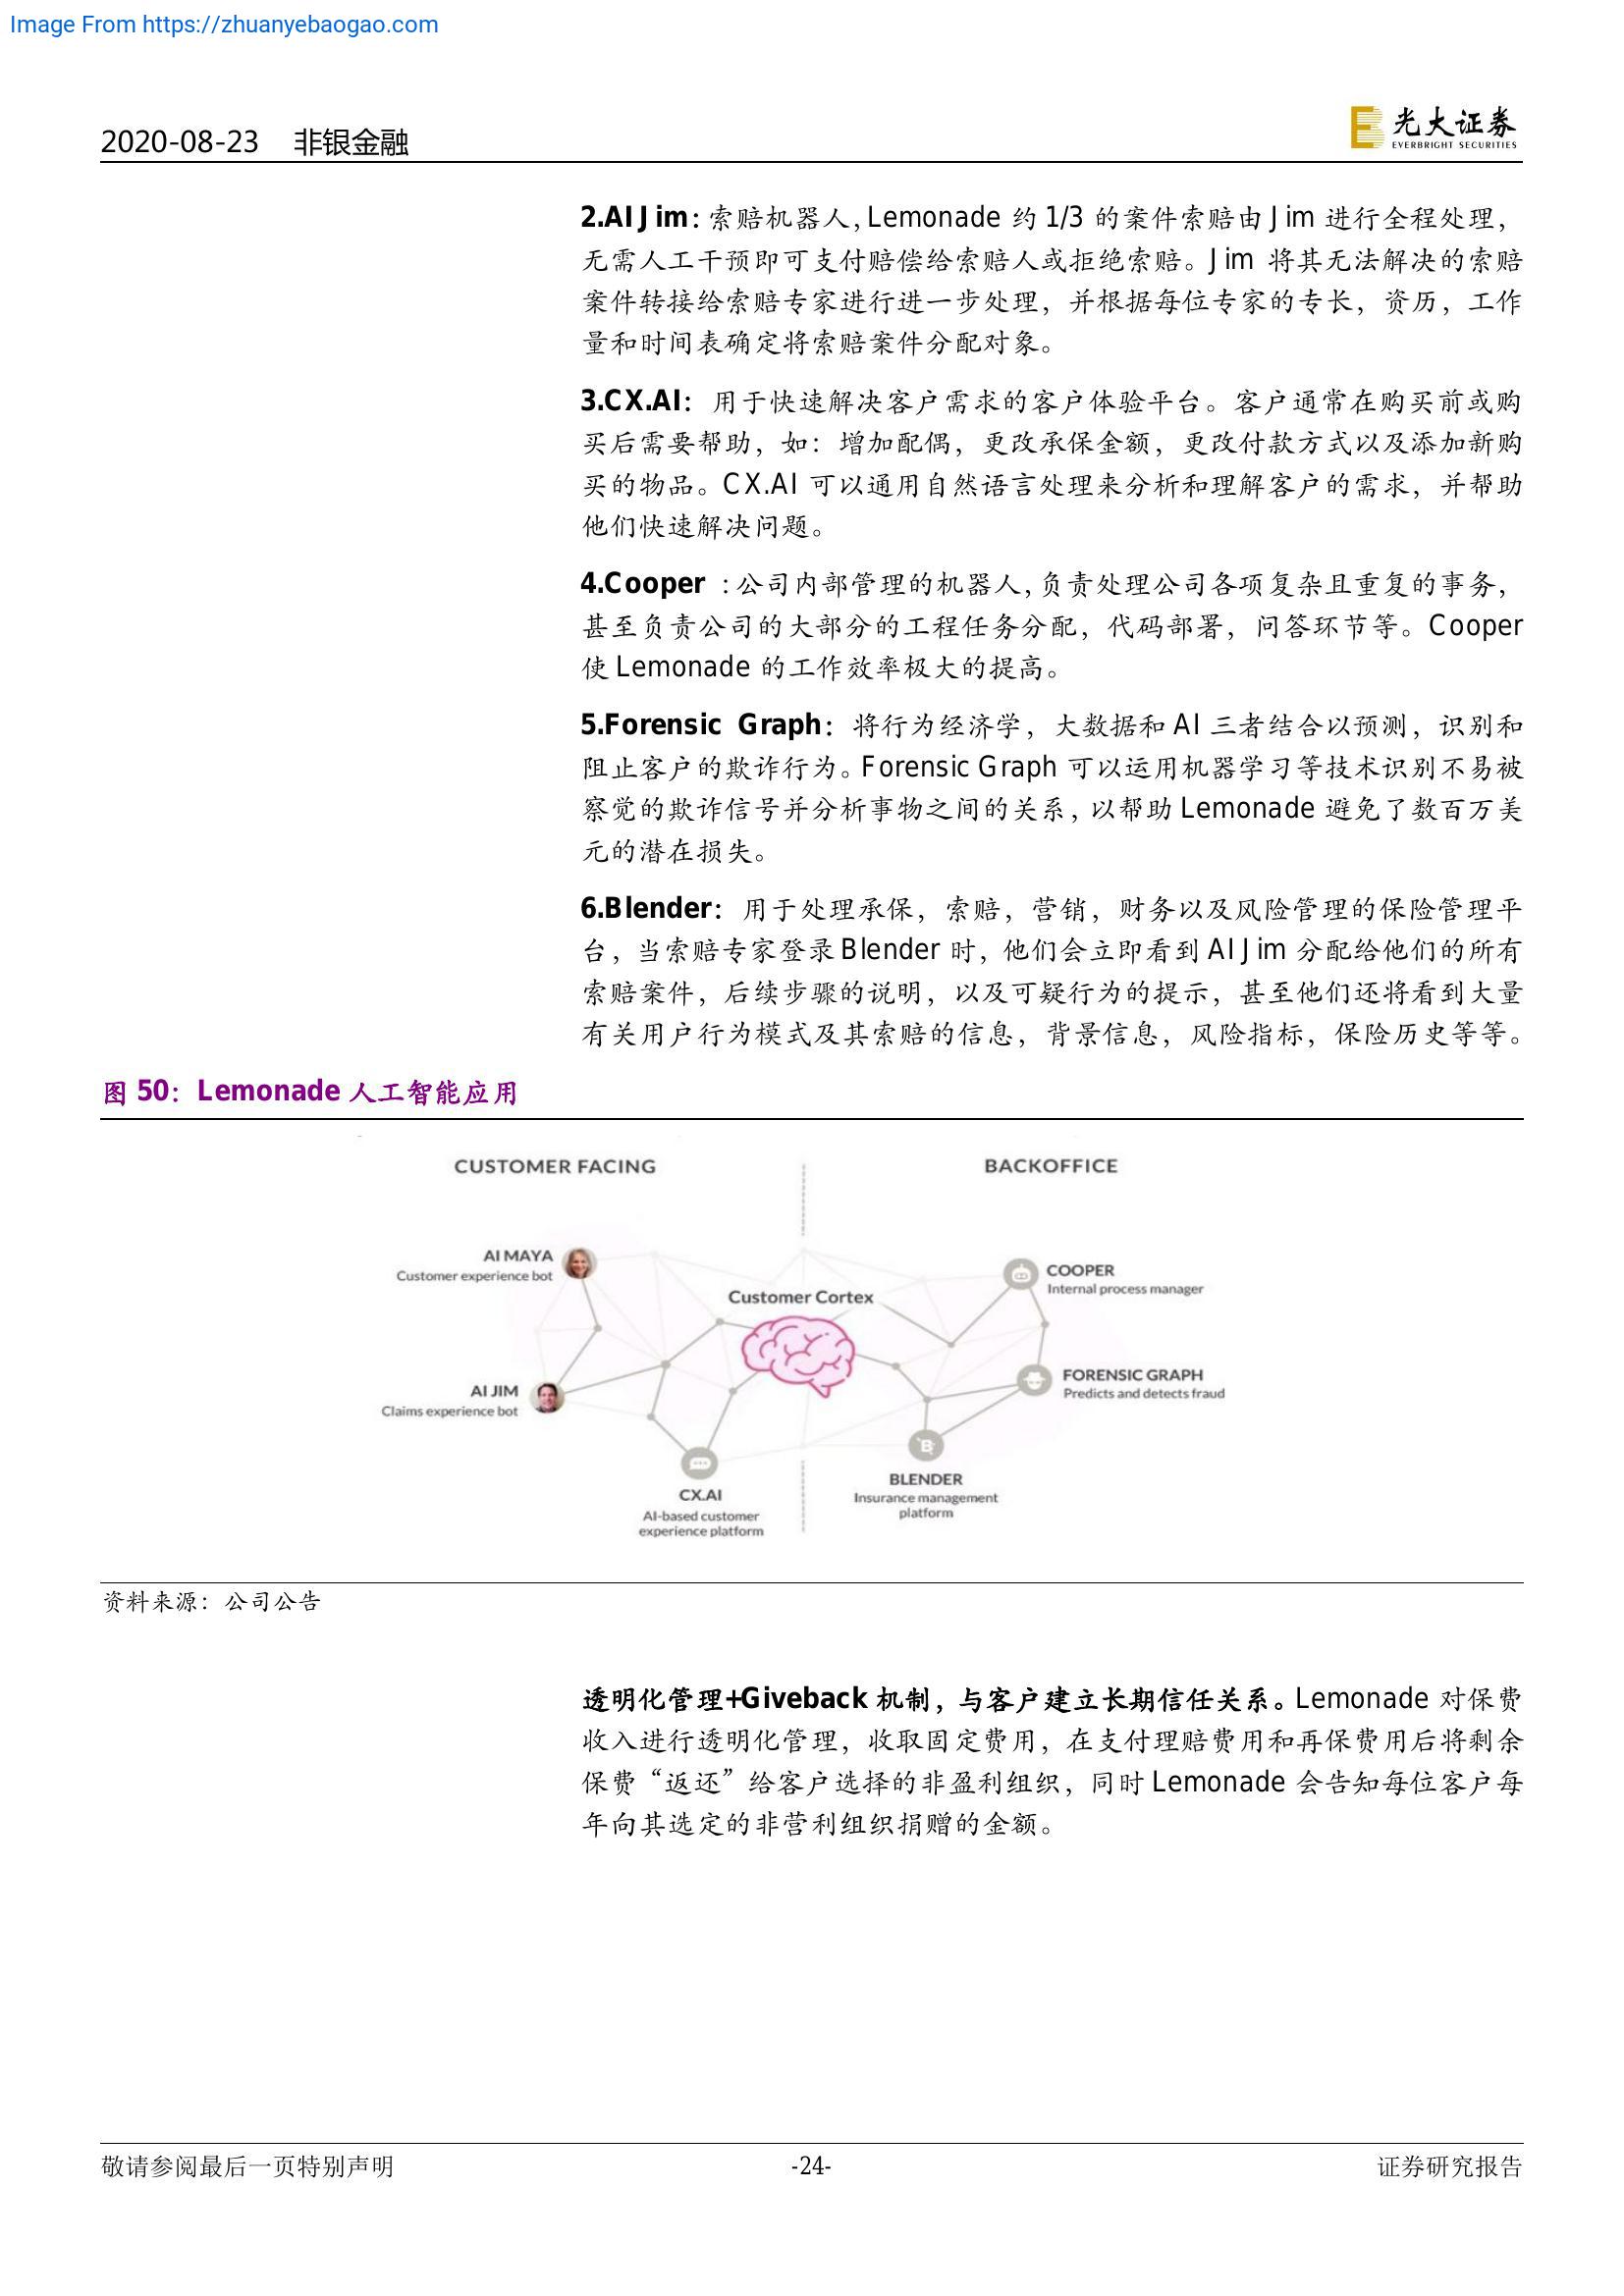 Image From https://zhuanyebaogao.com
2020-08-23 非银金融
光大证券
EVERBRIGHT SECURITIES
2.AI Jim：索赔机器人，Lemonade 约 1/3 的案件索赔由 Jim 进行全程处理，
无需人工干预即可支付赔偿给索赔人或拒绝索赔。Jim 将其无法解决的索赔
案件转接给索赔专家进行进一步处理，并根据每位专家的专长，资历，工作
量和时间表确定将索赔案件分配对象。
3.CX.AI：用于快速解决客户需求的客户体验平台。客户通常在购买前或购
买后需要帮助，如：增加配偶，更改承保金额，更改付款方式以及添加新购
买的物品。CX.AI 可以通用自然语言处理来分析和理解客户的需求，并帮助
他们快速解决问题。
4.Cooper ：公司内部管理的机器人，负责处理公司各项复杂且重复的事务，
甚至负责公司的大部分的工程任务分配，代码部署，问答环节等。Cooper
使 Lemonade 的工作效率极大的提高。
5.Forensic Graph：将行为经济学，大数据和 AI 三者结合以预测，识别和
阻止客户的欺诈行为。Forensic Graph 可以运用机器学习等技术识别不易被
察觉的欺诈信号并分析事物之间的关系，以帮助 Lemonade 避免了数百万美
元的潜在损失。
6.Blender：用于处理承保，索赔，营销，财务以及风险管理的保险管理平
台，当索赔专家登录 Blender 时，他们会立即看到 AI Jim 分配给他们的所有
索赔案件，后续步骤的说明，以及可疑行为的提示，甚至他们还将看到大量
有关用户行为模式及其索赔的信息，背景信息，风险指标，保险历史等等。
图 50：Lemonade 人工智能应用
CUSTOMER FACING
BACKOFFICE
AI MAYA
Customer experience bot
COOPER
Internal process manager
Customer Cortex
AI JIM
Claims experience bot
FORENSIC GRAPH
Predicts and detects fraud
CX.AI
AI-based customer
experience platform
BLENDER
Insurance management
platform
资料来源：公司公告
透明化管理+Giveback 机制，与客户建立长期信任关系。Lemonade 对保费
收入进行透明化管理，收取固定费用，在支付理赔费用和再保费用后将剩余
保费“返还”给客户选择的非盈利组织，同时 Lemonade 会告知每位客户每
年向其选定的非营利组织捐赠的金额。
敬请参阅最后一页特别声明
-24-
证券研究报告